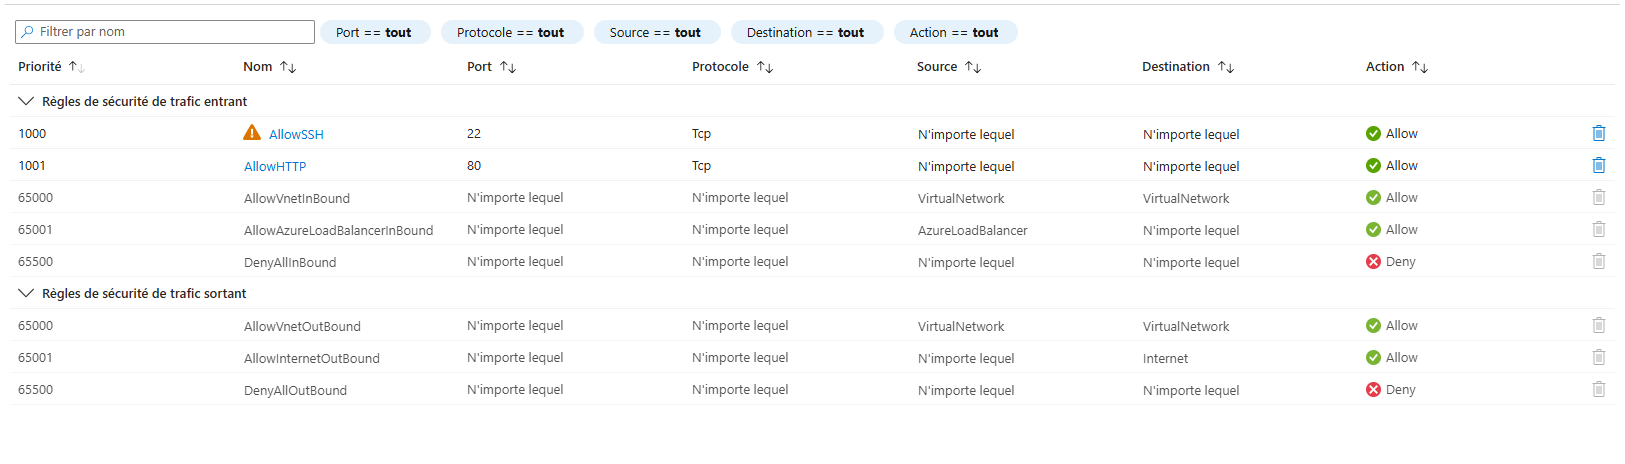 Filtrer par nom Port == tout Protocole == tout Source == tout Destination == tout Action == tout
Priorité Nom Port Protocole Source Destination Action
Règles de sécurité de trafic entrant
1000 AllowSSH 22 Tcp N'importe lequel N'importe lequel Allow
1001 AllowHTTP 80 Tcp N'importe lequel N'importe lequel Allow
65000 AllowVnetInBound N'importe lequel N'importe lequel VirtualNetwork VirtualNetwork Allow
65001 AllowAzureLoadBalancerInBound N'importe lequel N'importe lequel AzureLoadBalancer N'importe lequel Allow
65500 DenyAllInBound N'importe lequel N'importe lequel N'importe lequel N'importe lequel Deny
Règles de sécurité de trafic sortant
65000 AllowVnetOutBound N'importe lequel N'importe lequel VirtualNetwork VirtualNetwork Allow
65001 AllowInternetOutBound N'importe lequel N'importe lequel N'importe lequel Internet Allow
65500 DenyAllOutBound N'importe lequel N'importe lequel N'importe lequel N'importe lequel Deny